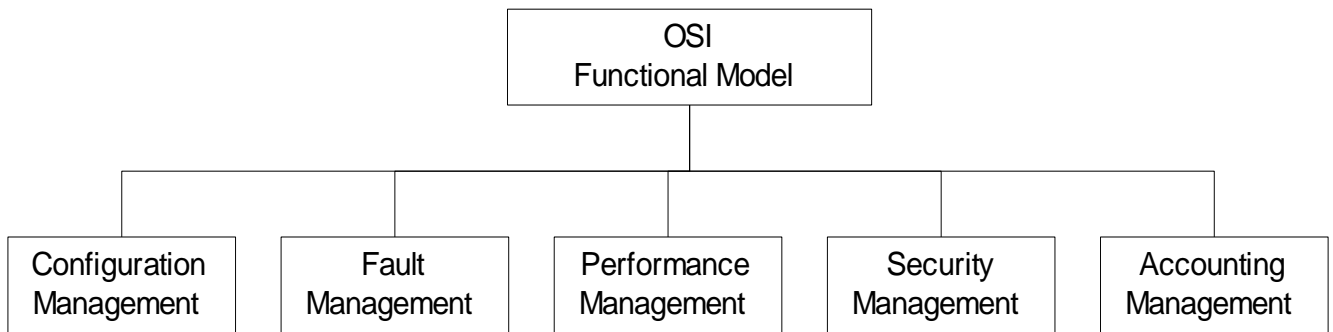 OSI
Functional Model
Configuration
Management
Fault
Management
Performance
Management
Security
Management
Accounting
Management